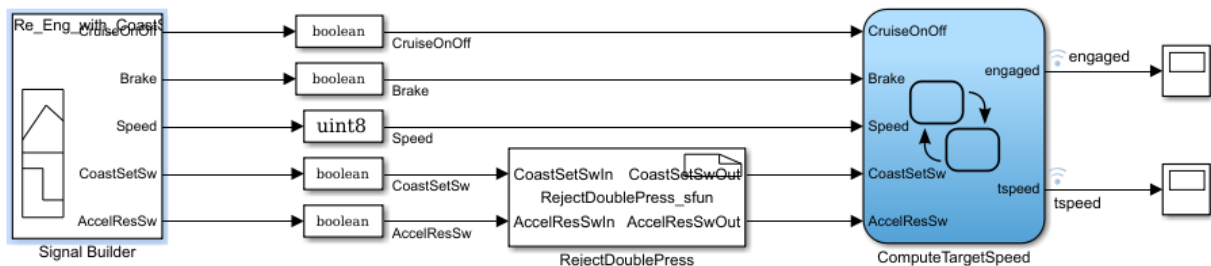 Re_Eng_with_CoastS
CruiseOnOff
boolean
CruiseOnOff
CruiseOnOff
Brake
boolean
Brake
Brake
engaged
engaged
Speed
uint8
Speed
Speed
CoastSetSw
boolean
CoastSetSw
CoastSetSwIn
CoastSetSwOut
CoastSetSw
RejectDoublePress_sfun
tspeed
tspeed
AccelResSw
boolean
AccelResSw
AccelResSwIn
AccelResSwOut
AccelResSw
Signal Builder
RejectDoublePress
ComputeTargetSpeed